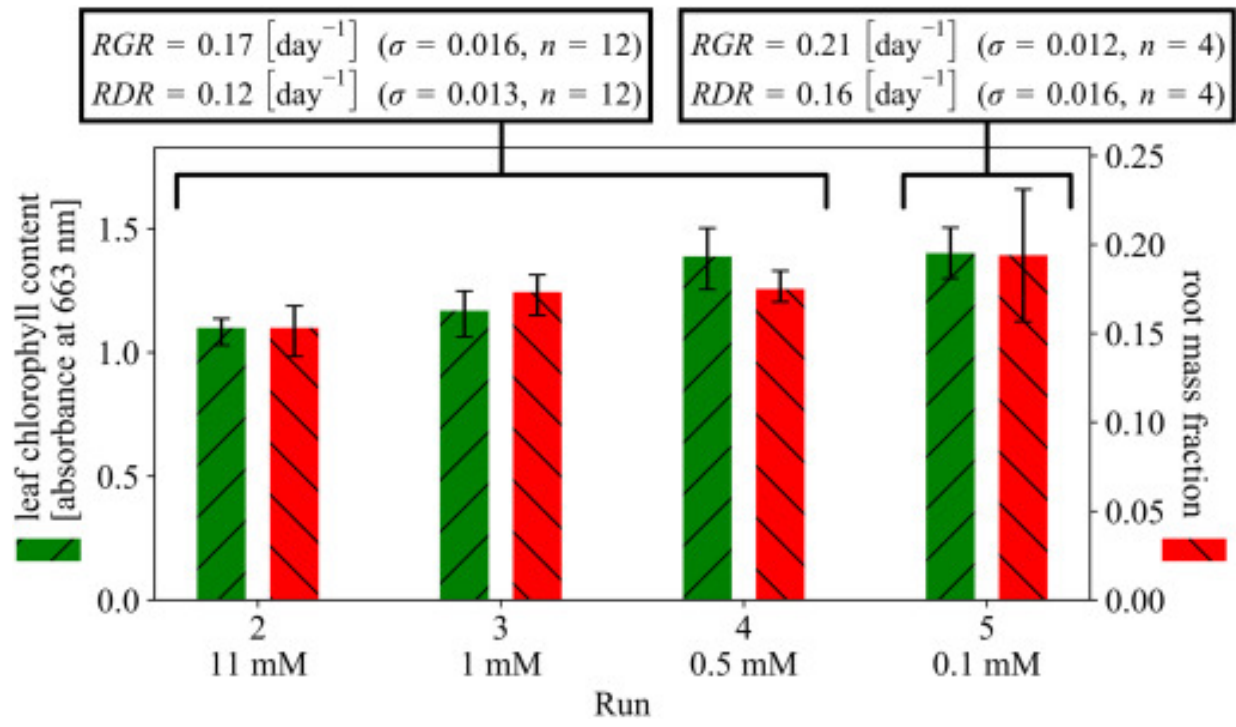 RGR = 0.17 [day⁻¹] (σ = 0.016, n = 12)
RDR = 0.12 [day⁻¹] (σ = 0.013, n = 12)
RGR = 0.21 [day⁻¹] (σ = 0.012, n = 4)
RDR = 0.16 [day⁻¹] (σ = 0.016, n = 4)
leaf chlorophyll content
[absorbance at 663 nm]
1.5
1.0
0.5
0.0
0.25
0.20
0.15
0.10
0.05
0.00
root mass fraction
2 3 4 5
11 mM 1 mM 0.5 mM 0.1 mM
Run